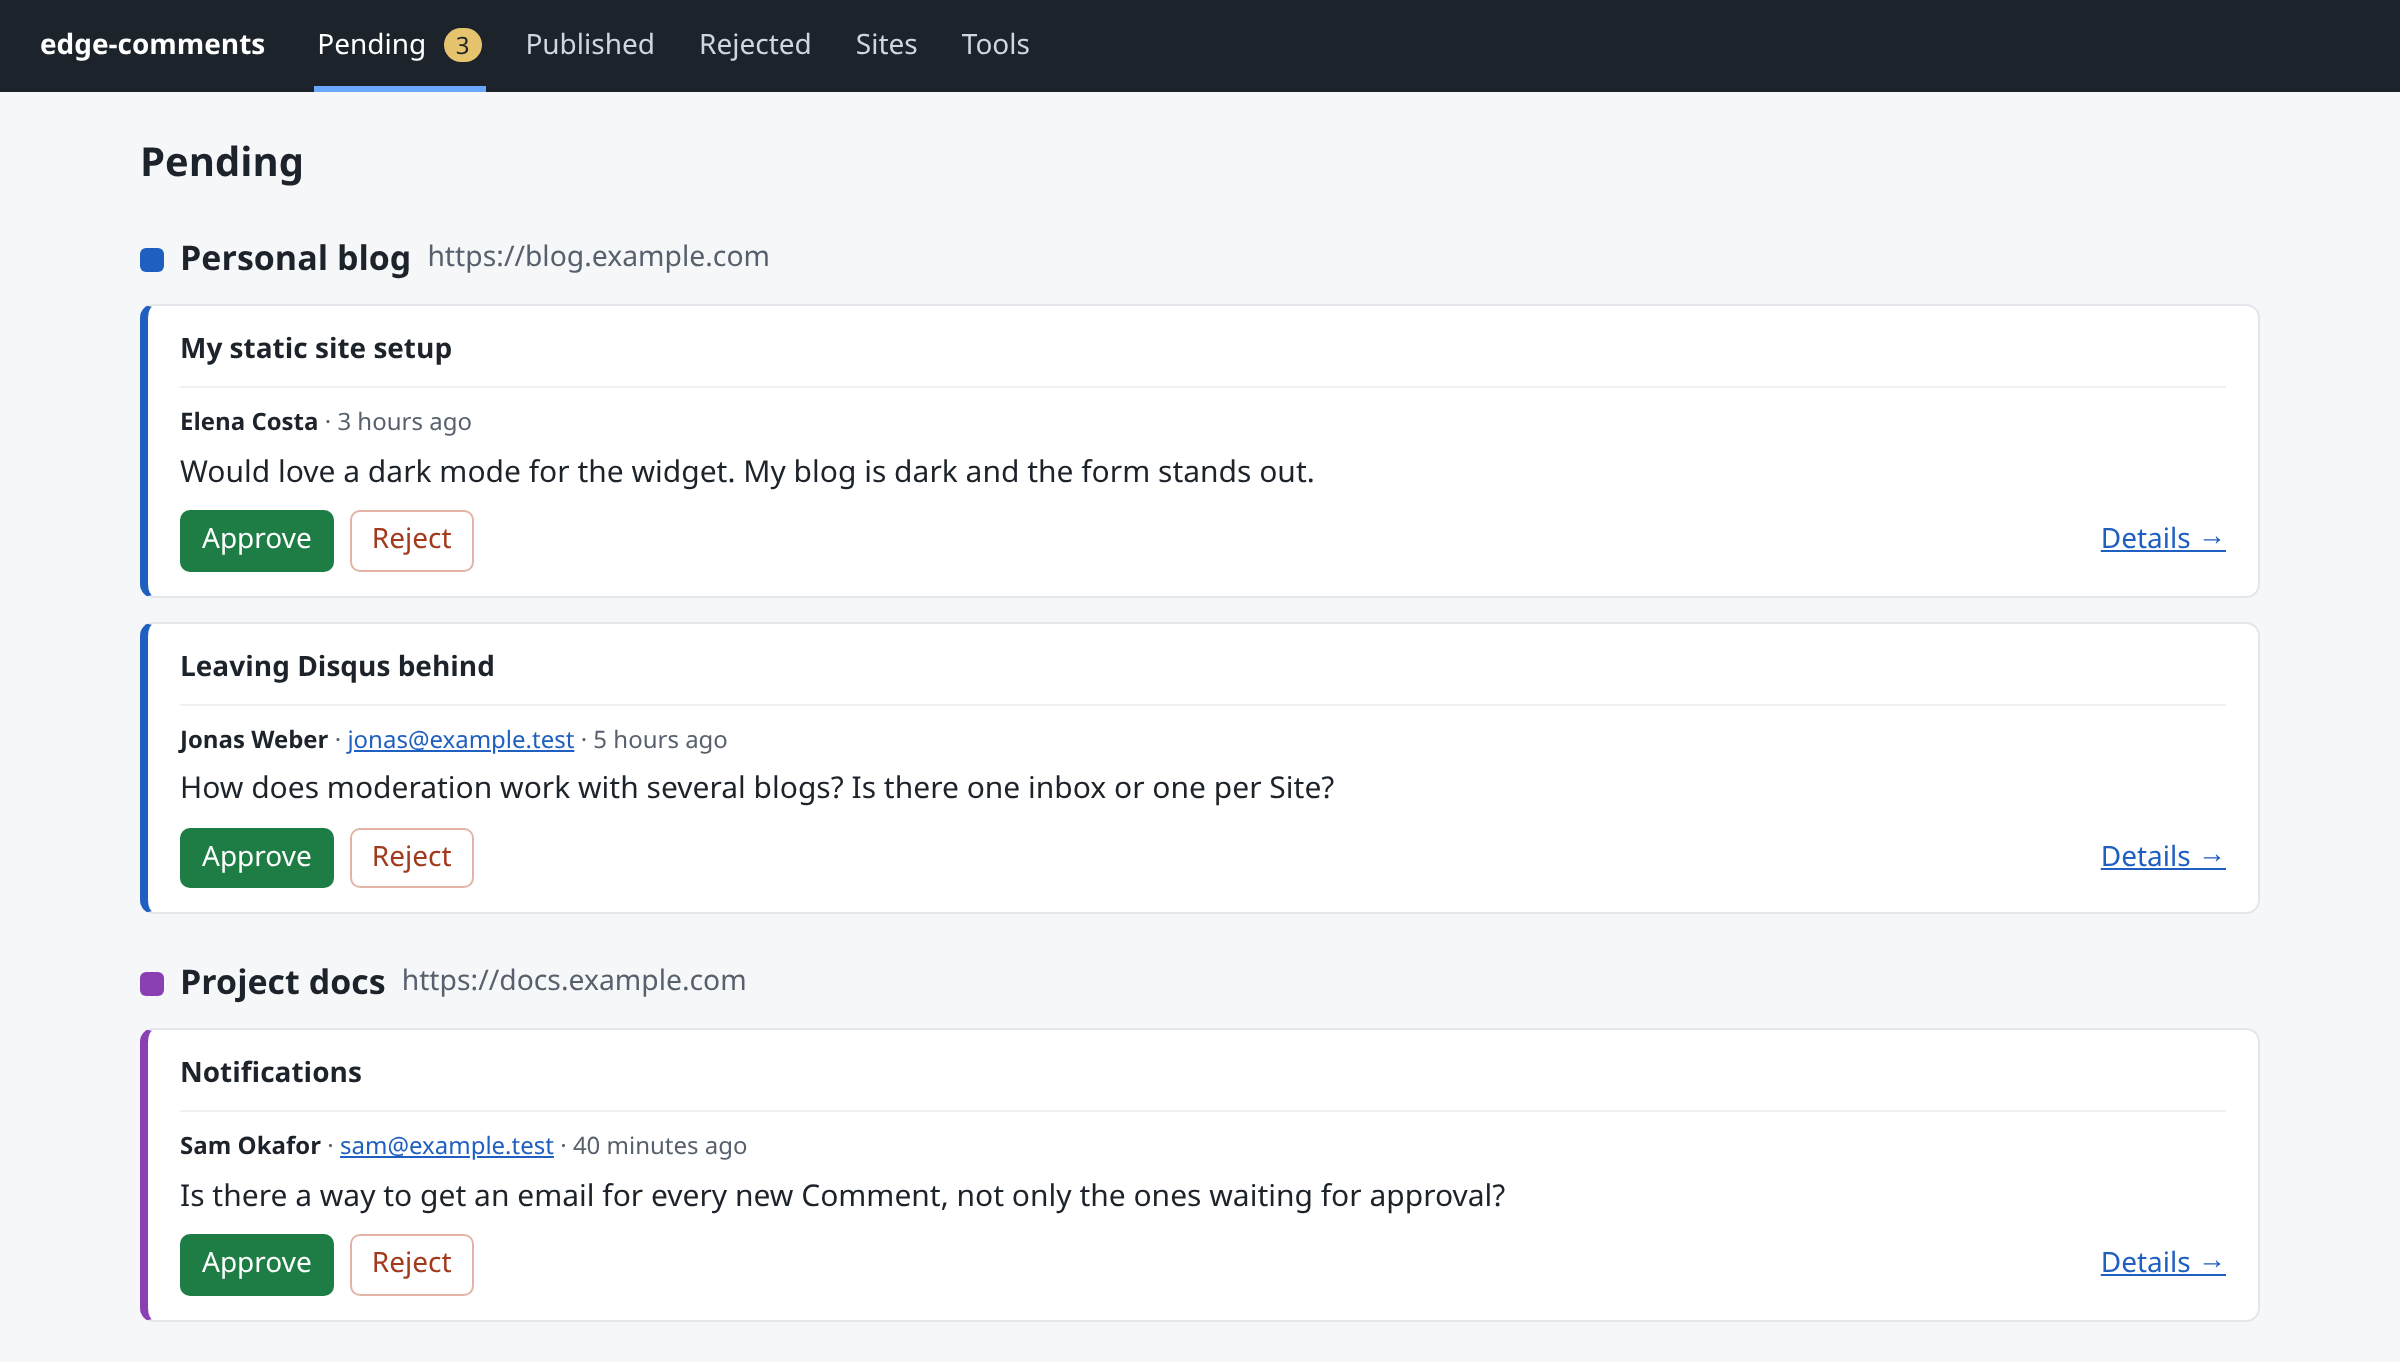 edge-comments Pending 3 Published Rejected Sites Tools
Pending
Personal blog https://blog.example.com
My static site setup
Elena Costa · 3 hours ago
Would love a dark mode for the widget. My blog is dark and the form stands out.
Approve Reject Details →
Leaving Disqus behind
Jonas Weber · jonas@example.test · 5 hours ago
How does moderation work with several blogs? Is there one inbox or one per Site?
Approve Reject Details →
Project docs https://docs.example.com
Notifications
Sam Okafor · sam@example.test · 40 minutes ago
Is there a way to get an email for every new Comment, not only the ones waiting for approval?
Approve Reject Details →